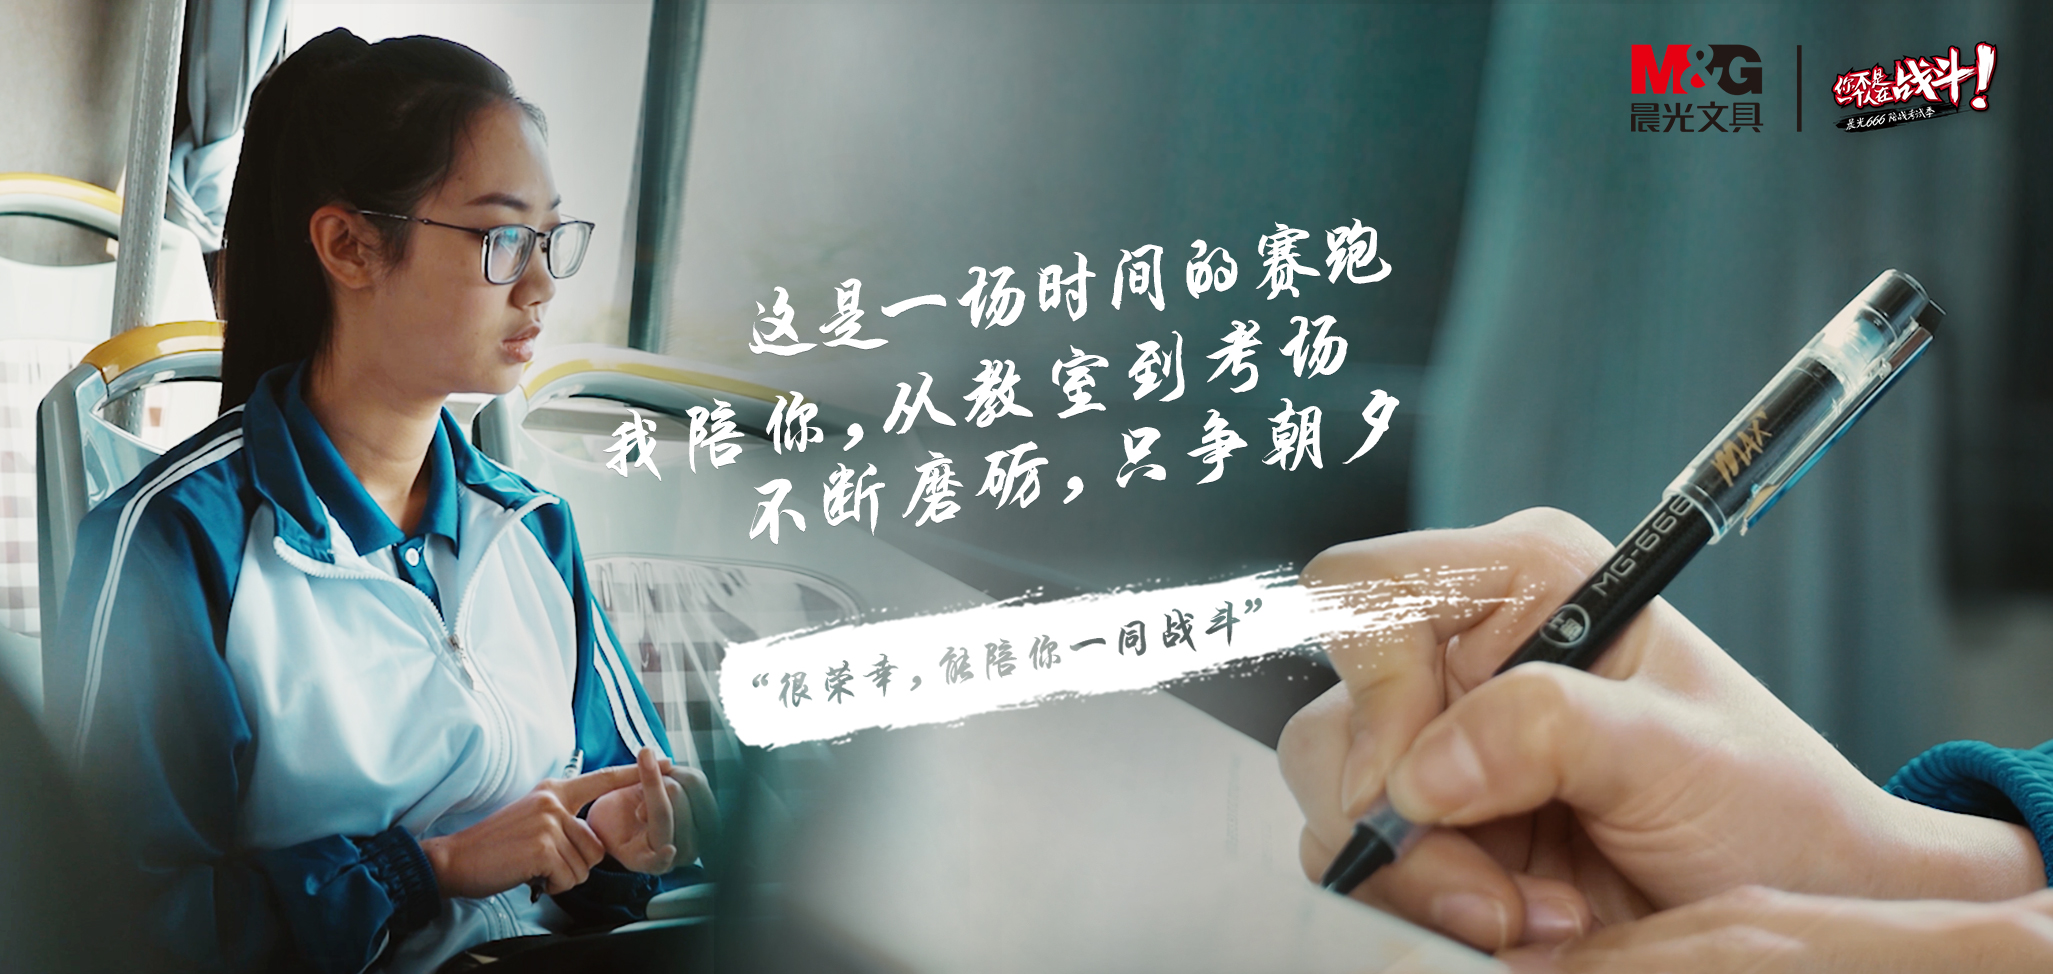 M&G
晨光文具
你不是
一个人在
战斗!
晨光666 陪战考试季
这是一场时间的赛跑
我陪你,从教室到考场
不断磨砺,只争朝夕
“很荣幸,能陪你一同战斗”
MAX
MG-666